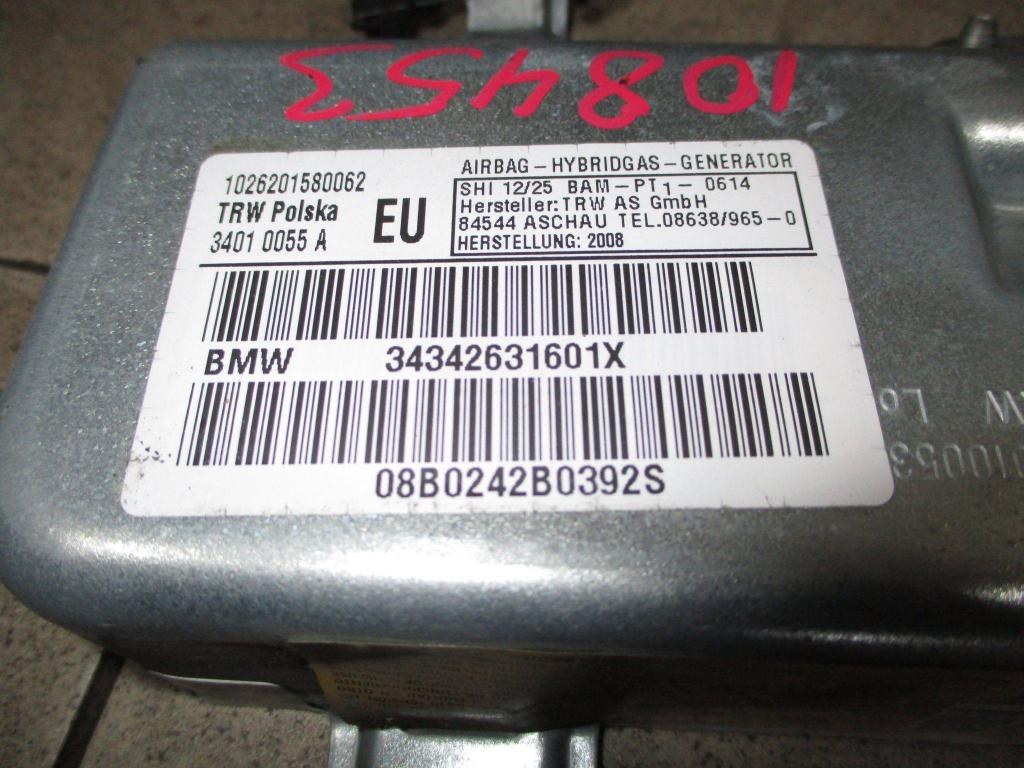 10843
1026201580062
TRW Polska
3401 0055 A
EU
AIRBAG-HYBRIDGAS-GENERATOR
SHI 12/25 BAM-PT1- 0614
Hersteller:TRW AS GmbH
84544 ASCHAU TEL.08638/965-0
HERSTELLUNG: 2008
BMW 34342631601X
08B0242B0392S